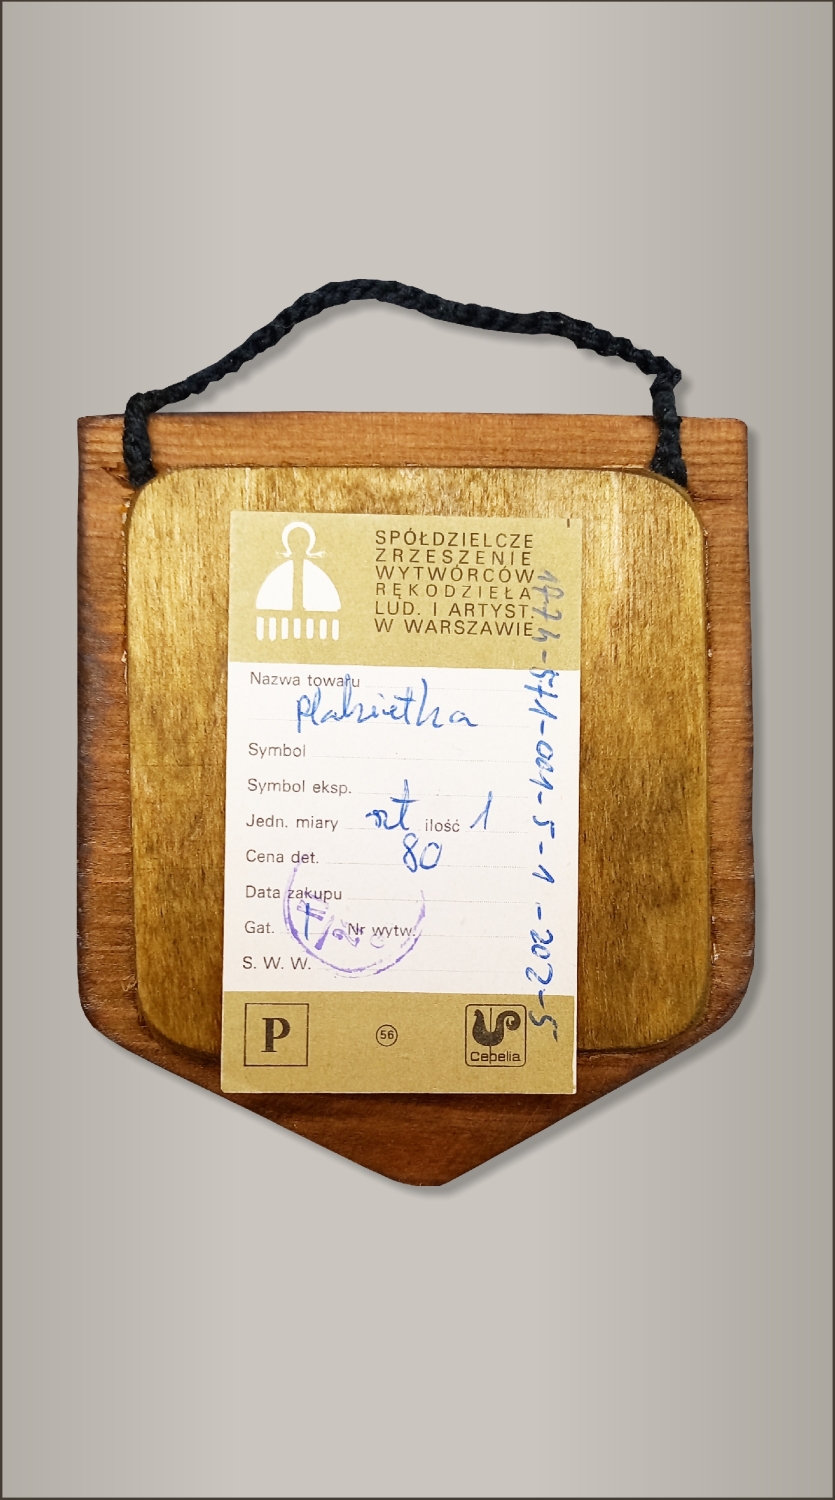 SPÓŁDZIELCZE
ZRZESZENIE
WYTWÓRCÓW
RĘKODZIEŁA
LUD. I ARTYST.
W WARSZAWIE
Nazwa towaru
plakietka
Symbol
Symbol eksp.
Jedn. miary szt ilość 1
Cena det. 80
Data zakupu
Gat. I Nr wytw.
S. W. W.
P 56 Cepelia